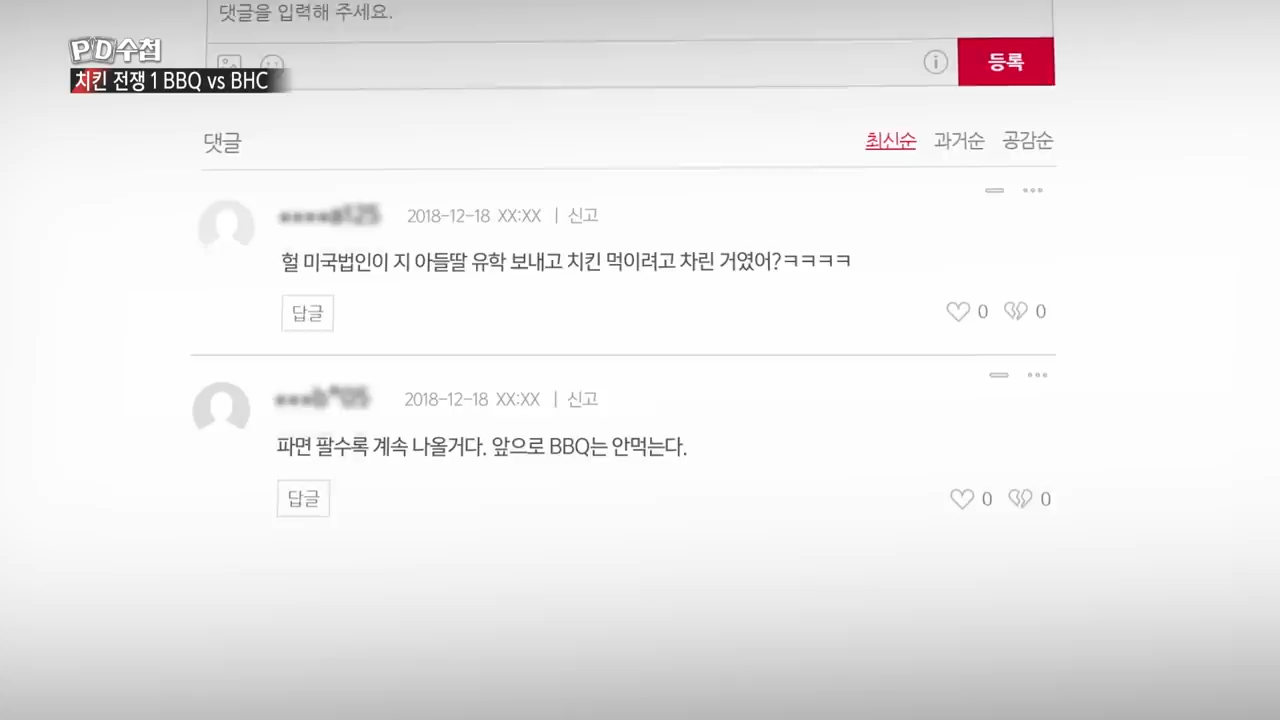 댓글을 입력해 주세요.
PD수첩
치킨 전쟁 1 BBQ vs BHC
등록
댓글
최신순 과거순 공감순
2018-12-18 XX:XX | 신고
헐 미국법인이 지 아들딸 유학 보내고 치킨 먹이려고 차린 거였어?ㅋㅋㅋㅋ
답글
0 0
2018-12-18 XX:XX | 신고
파면 팔수록 계속 나올거다. 앞으로 BBQ는 안먹는다.
답글
0 0